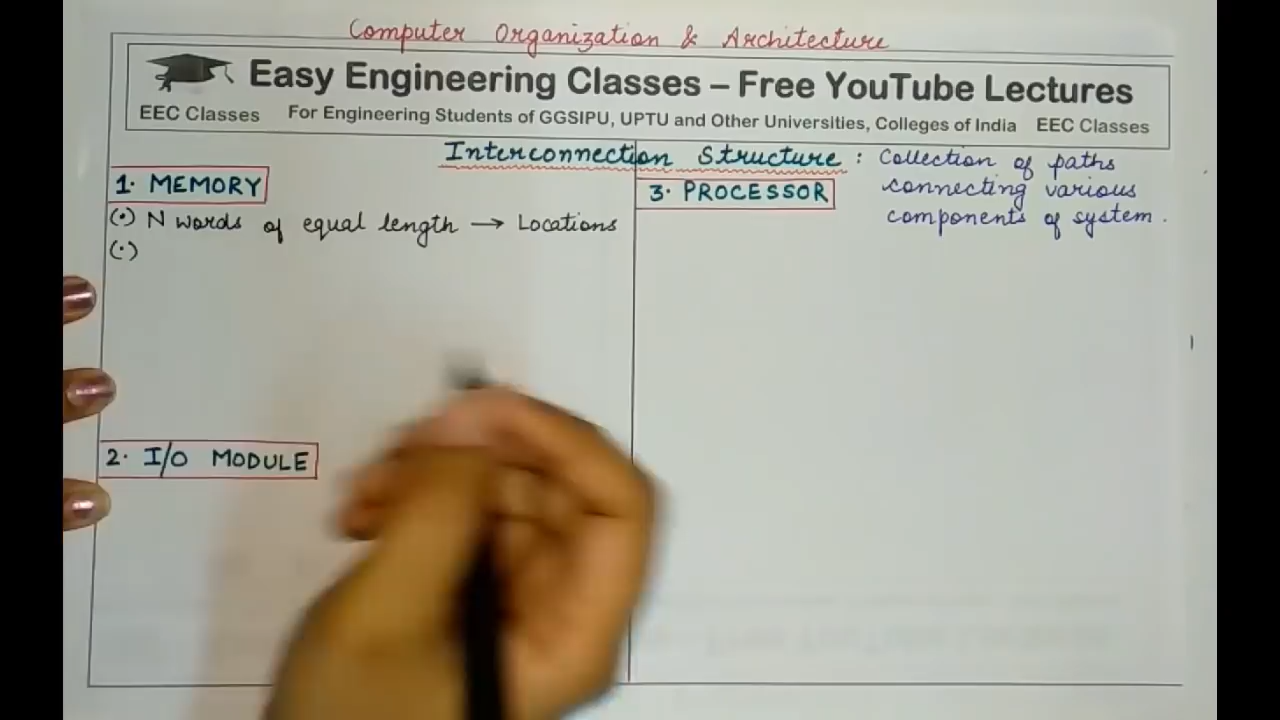 Computer Organization & Architecture
Easy Engineering Classes – Free YouTube Lectures
EEC Classes For Engineering Students of GGSIPU, UPTU and Other Universities, Colleges of India EEC Classes
Interconnection Structure : Collection of paths
connecting various
components of system.
1. MEMORY
(•) N words of equal length → Locations
(•)
2. I/O MODULE
3. PROCESSOR